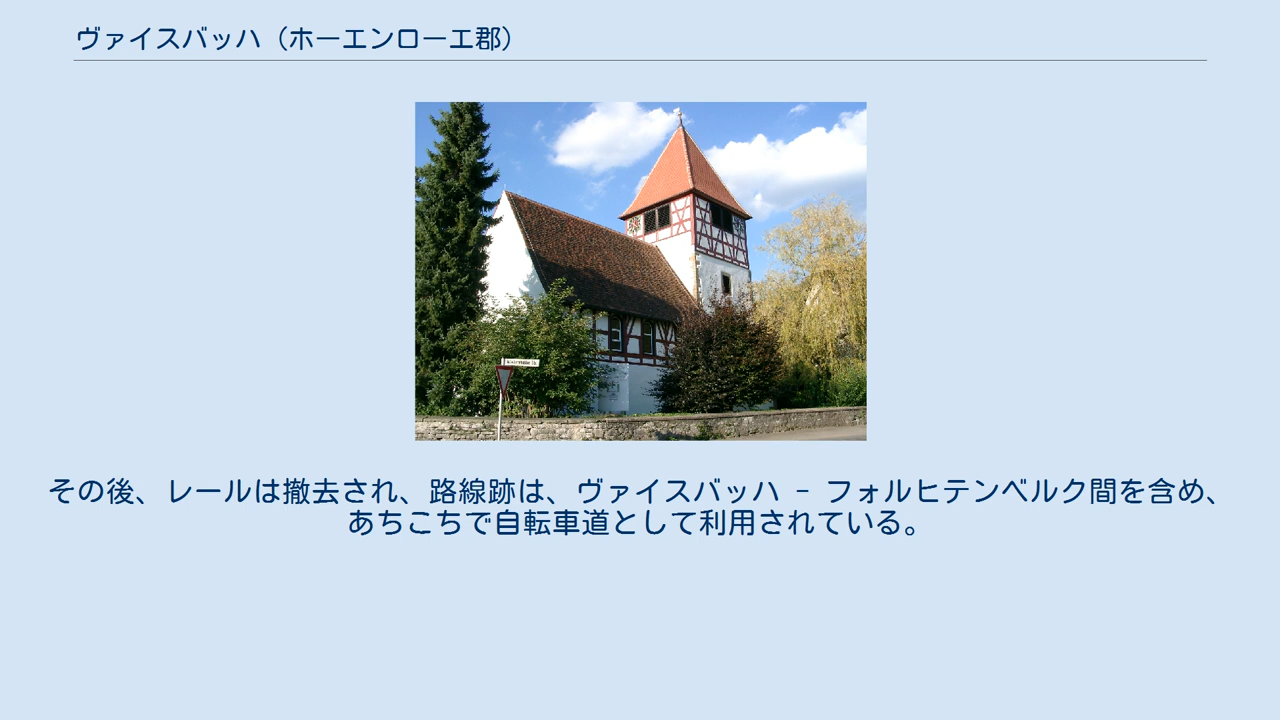 ヴァイスバッハ（ホーエンローエ郡）
その後、レールは撤去され、路線跡は、ヴァイスバッハ － フォルヒテンベルク間を含め、
あちこちで自転車道として利用されている。